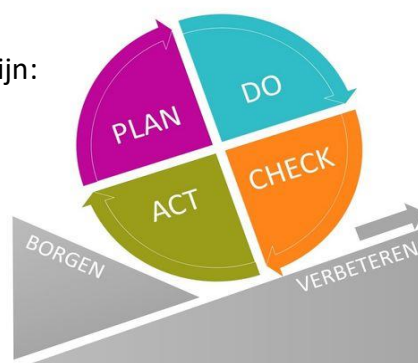 ijn:
PLAN
DO
CHECK
ACT
BORGEN
VERBETEREN